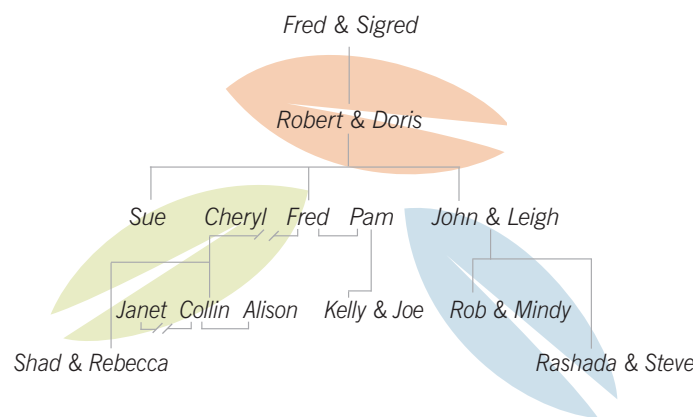 Fred & Sigred
Robert & Doris
Sue Cheryl Fred Pam John & Leigh
Janet Collin Alison Kelly & Joe Rob & Mindy
Shad & Rebecca Rashada & Steve